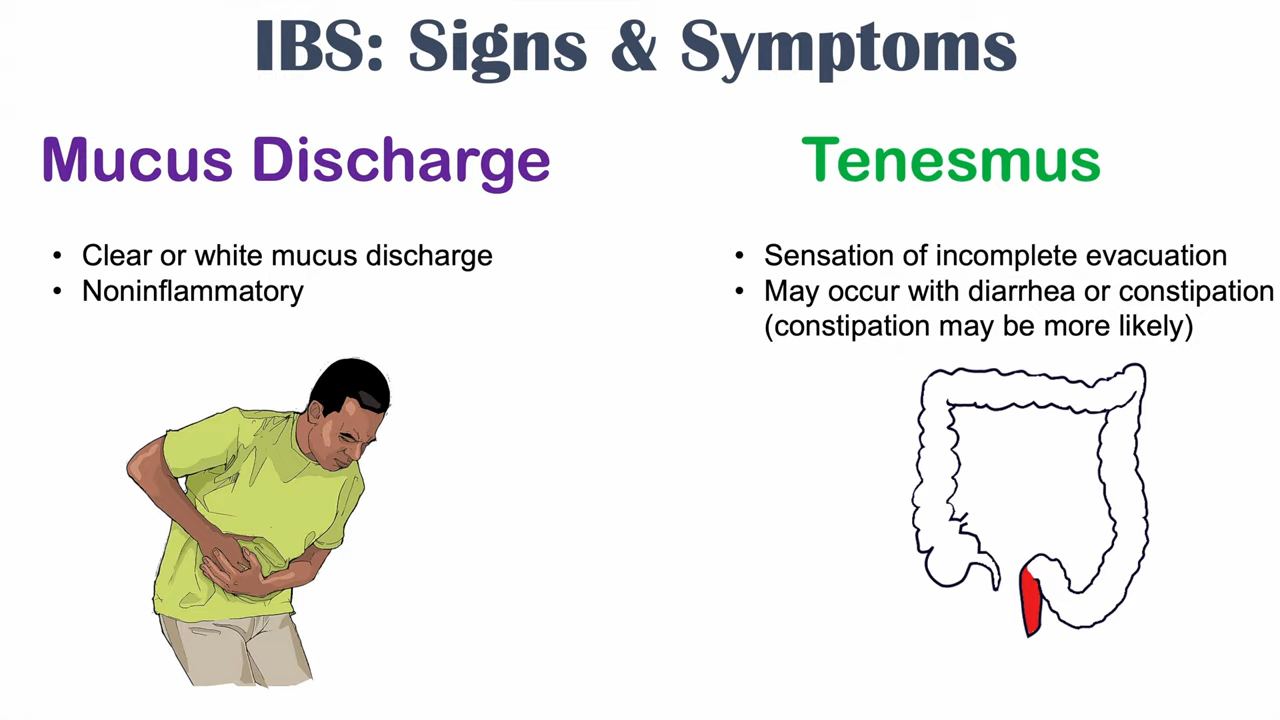 IBS: Signs & Symptoms
Mucus Discharge
• Clear or white mucus discharge
• Noninflammatory
Tenesmus
• Sensation of incomplete evacuation
• May occur with diarrhea or constipation
(constipation may be more likely)